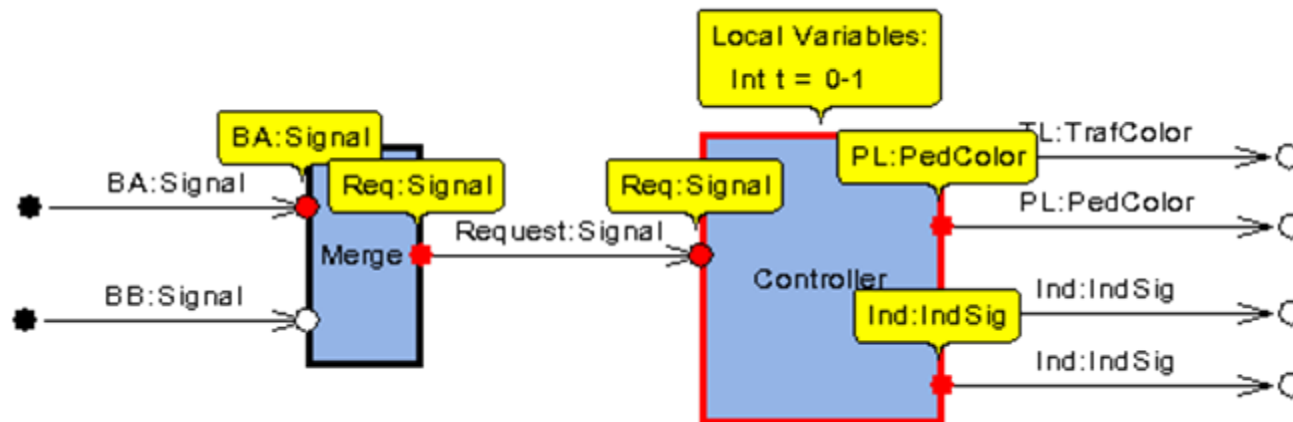 Local Variables:
Int t = 0-1
BA:Signal
TL:TrafColor
PL:PedColor
BA:Signal
Req:Signal
Req:Signal
PL:PedColor
Request:Signal
Merge
Controller
BB:Signal
Ind:IndSig
Ind:IndSig
Ind:IndSig